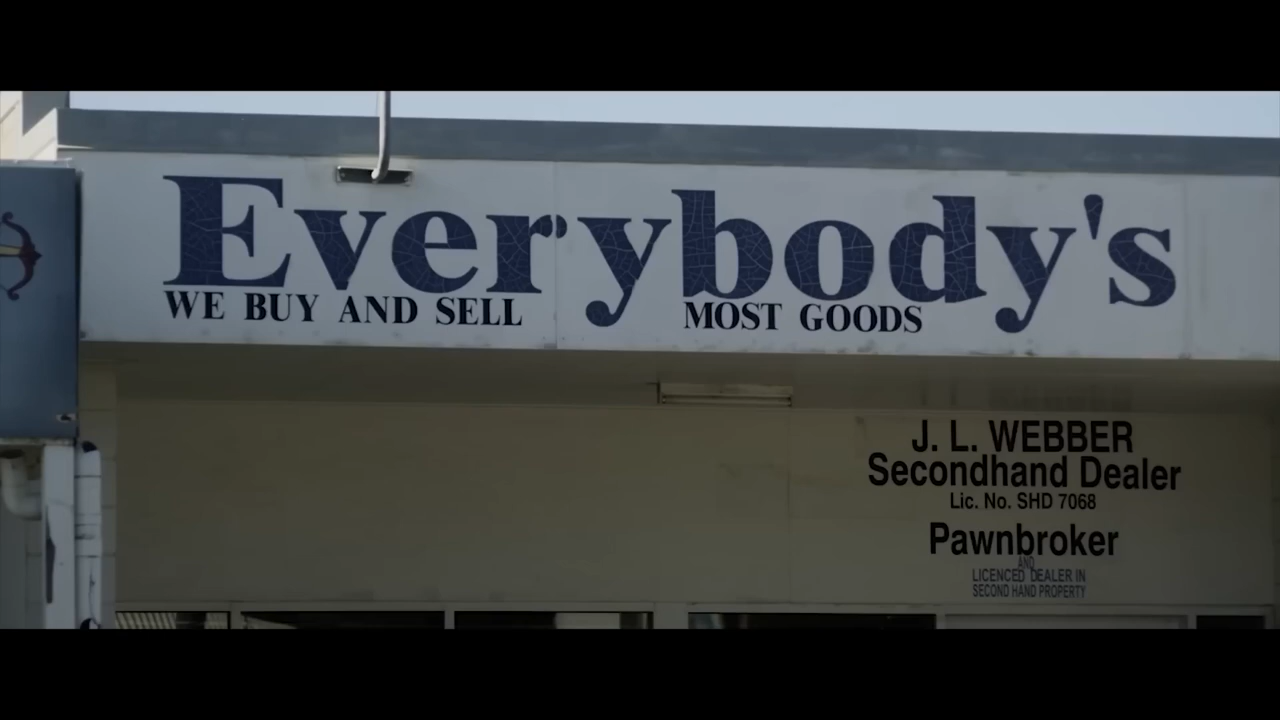 Everybody's
WE BUY AND SELL MOST GOODS
J. L. WEBBER
Secondhand Dealer
Lic. No. SHD 7068
Pawnbroker
AND
LICENCED DEALER IN
SECOND HAND PROPERTY